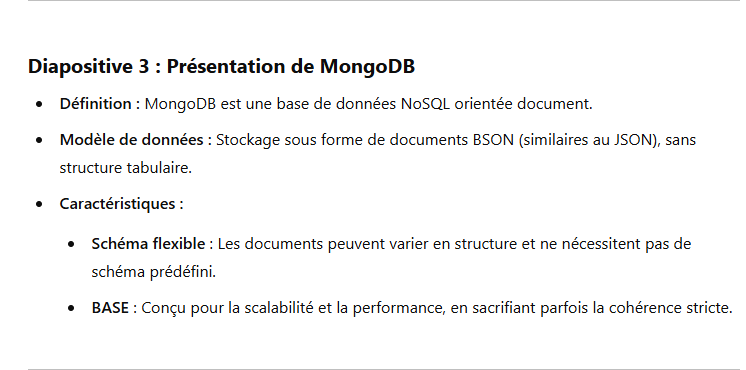 Diapositive 3 : Présentation de MongoDB
Définition : MongoDB est une base de données NoSQL orientée document.
Modèle de données : Stockage sous forme de documents BSON (similaires au JSON), sans
structure tabulaire.
Caractéristiques :
Schéma flexible : Les documents peuvent varier en structure et ne nécessitent pas de
schéma prédéfini.
BASE : Conçu pour la scalabilité et la performance, en sacrifiant parfois la cohérence stricte.